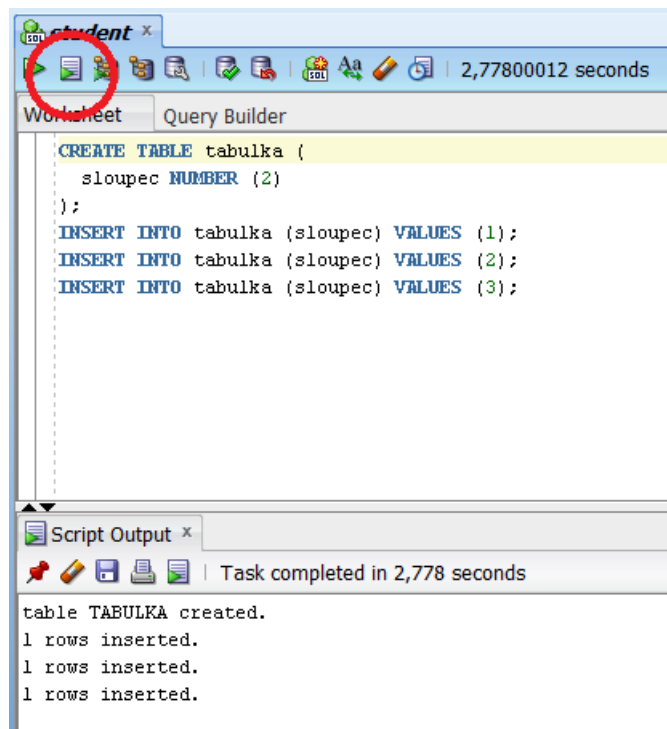 student
2,77800012 seconds
Worksheet Query Builder
CREATE TABLE tabulka (
sloupec NUMBER (2)
);
INSERT INTO tabulka (sloupec) VALUES (1);
INSERT INTO tabulka (sloupec) VALUES (2);
INSERT INTO tabulka (sloupec) VALUES (3);
Script Output
Task completed in 2,778 seconds
table TABULKA created.
1 rows inserted.
1 rows inserted.
1 rows inserted.